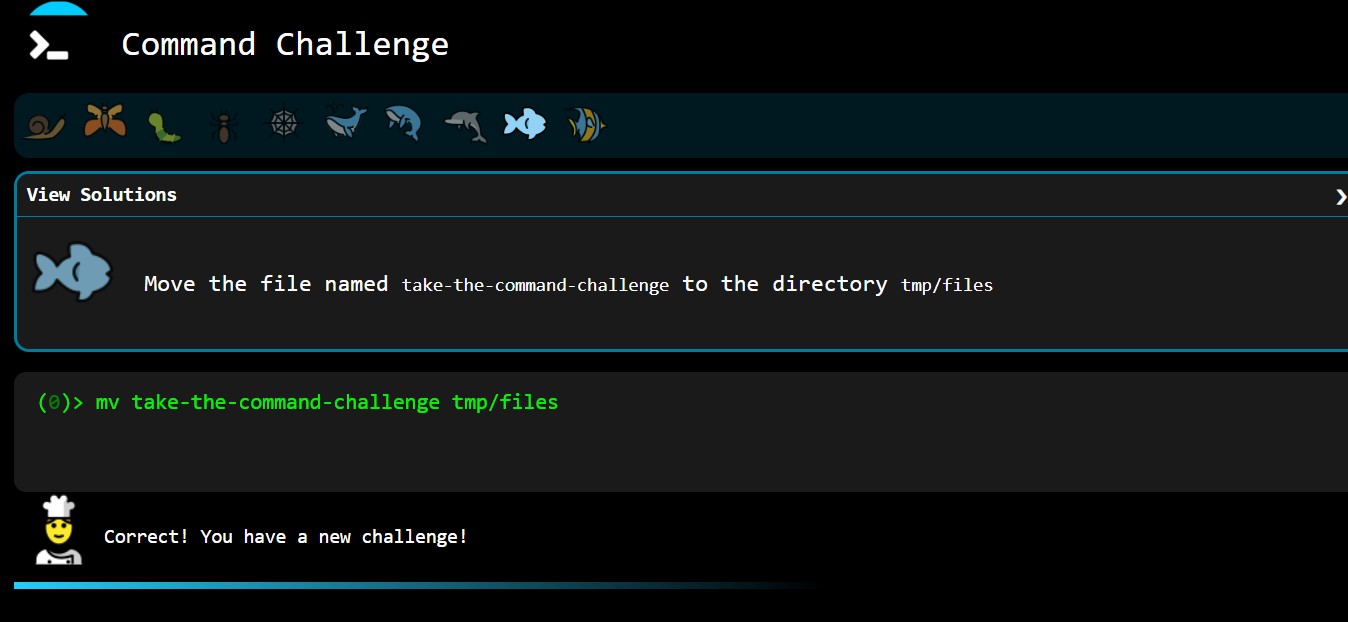 Command Challenge
View Solutions
Move the file named take-the-command-challenge to the directory tmp/files
(0)> mv take-the-command-challenge tmp/files
Correct! You have a new challenge!